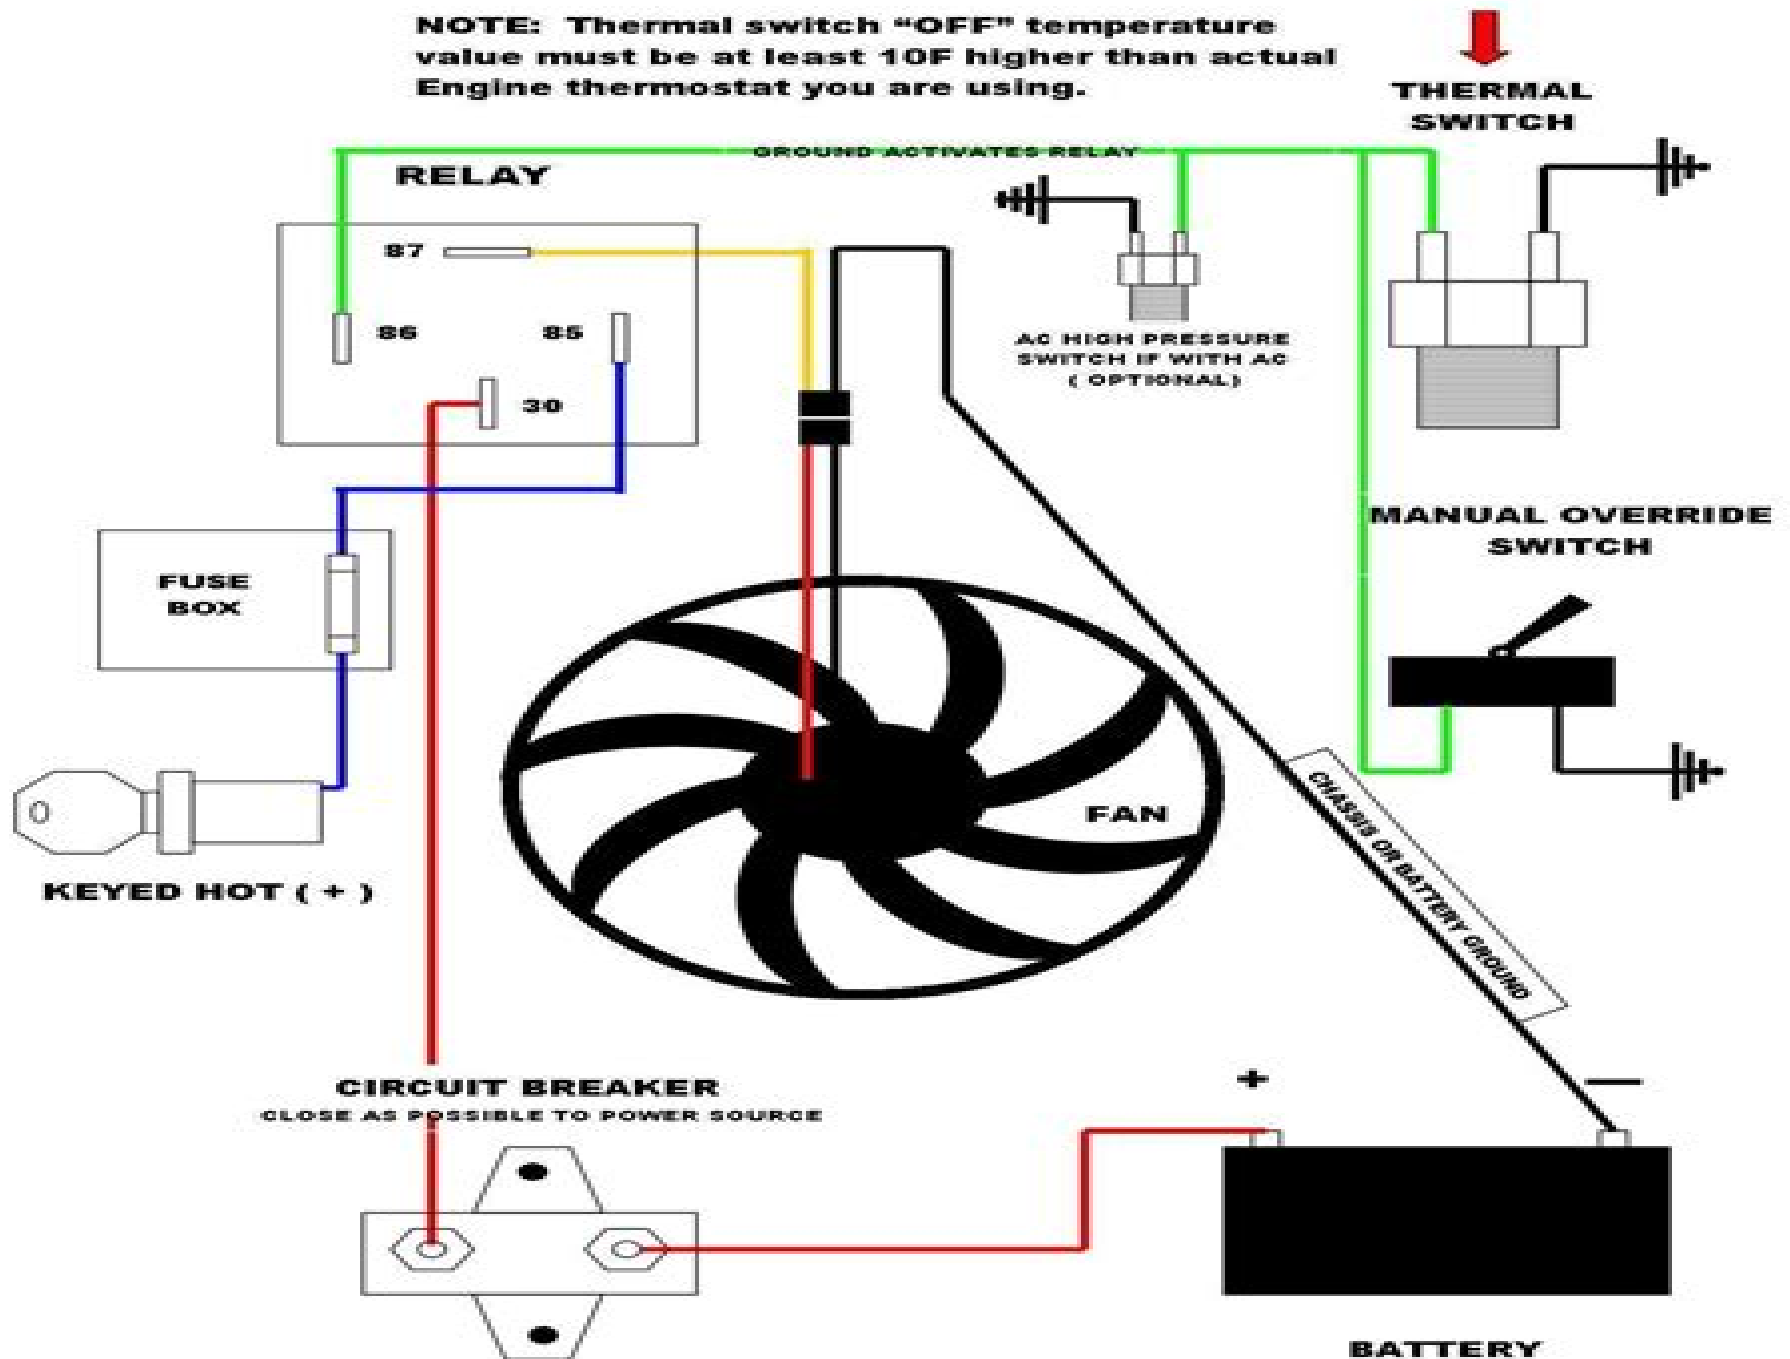 NOTE: Thermal switch “OFF” temperature
value must be at least 10F higher than actual
Engine thermostat you are using.
THERMAL
SWITCH
GROUND ACTIVATES RELAY
RELAY
87
86
85
30
AC HIGH PRESSURE
SWITCH IF WITH AC
( OPTIONAL)
MANUAL OVERRIDE
SWITCH
FUSE
BOX
FAN
CHASSIS OR BATTERY GROUND
KEYED HOT ( + )
CIRCUIT BREAKER
CLOSE AS POSSIBLE TO POWER SOURCE
+ —
BATTERY